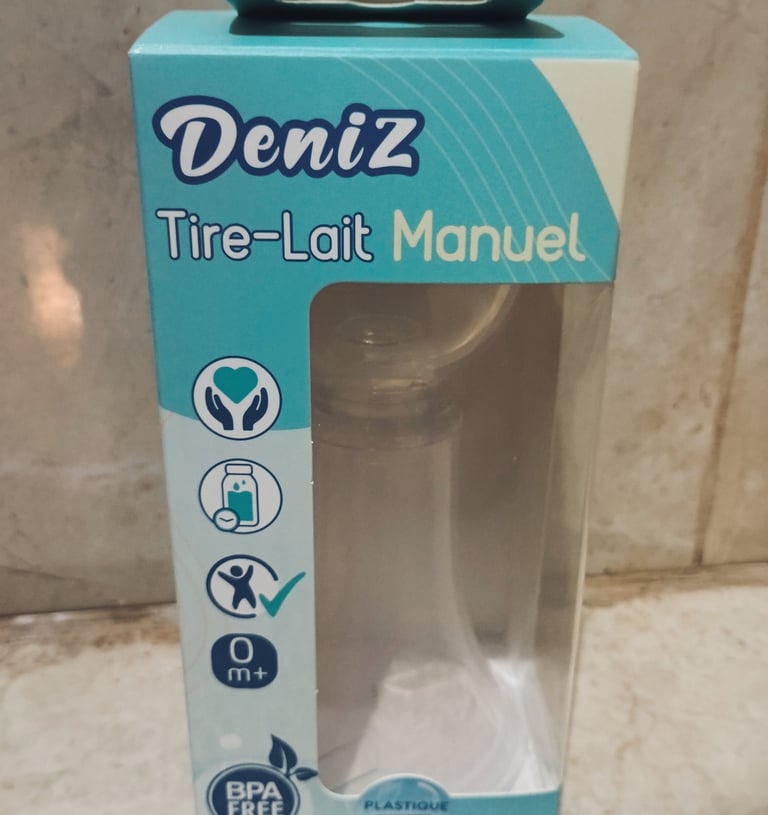 Deniz
Tire-Lait Manuel
0
m+
BPA
FREE
PLASTIQUE